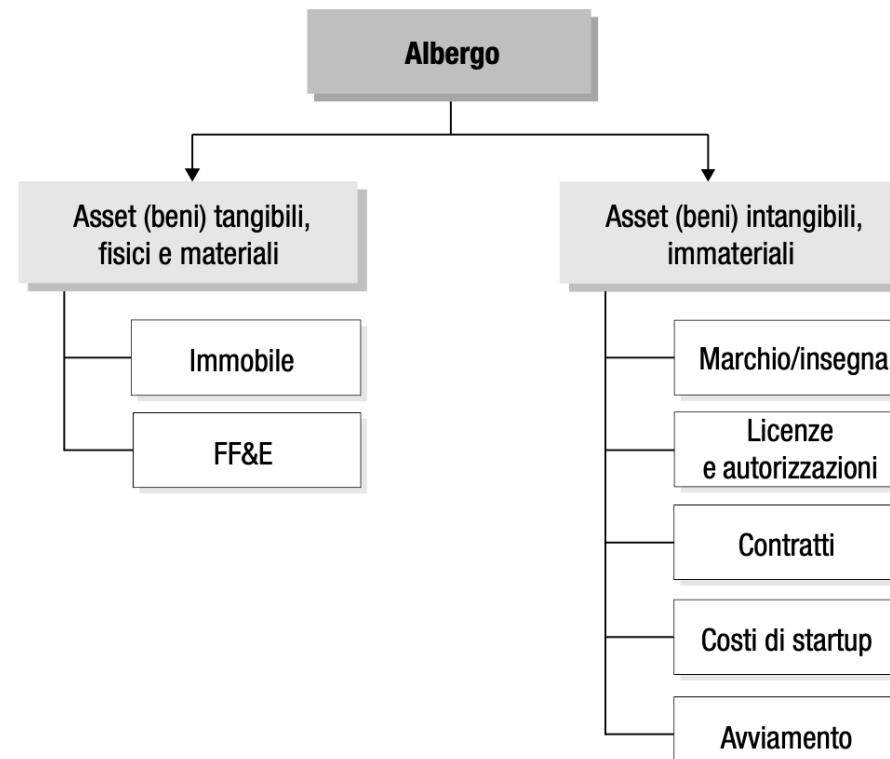 Albergo
Asset (beni) tangibili,
fisici e materiali
Immobile
FF&E
Asset (beni) intangibili,
immateriali
Marchio/insegna
Licenze
e autorizzazioni
Contratti
Costi di startup
Avviamento